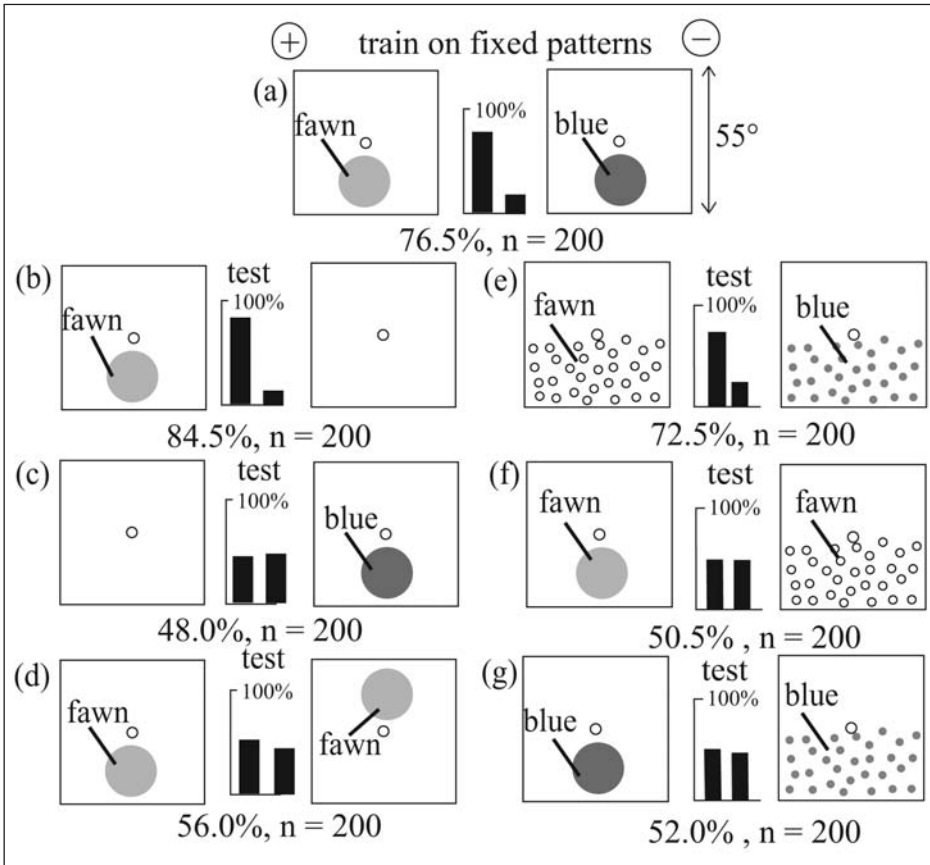 + train on fixed patterns −
(a)
fawn
100%
blue
55°
76.5%, n = 200
(b)
test
100%
fawn
84.5%, n = 200
(c)
test
100%
blue
48.0%, n = 200
(d)
test
100%
fawn
fawn
56.0%, n = 200
(e)
test
100%
fawn
blue
72.5%, n = 200
(f)
test
100%
fawn
fawn
50.5% , n = 200
(g)
test
100%
blue
blue
52.0%, n = 200